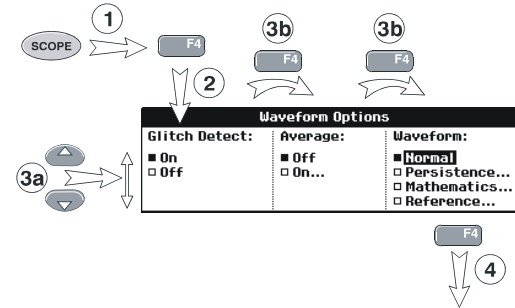 1
3b
3b
SCOPE
F4
F4
F4
2
Waveform Options
Glitch Detect:
Average:
Waveform:
On
Off
Normal
Off
On...
Persistence...
Mathematics...
Reference...
3a
F4
4